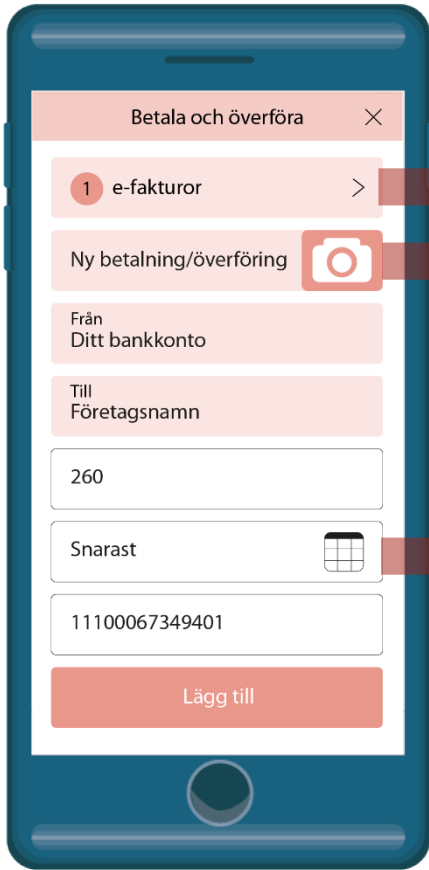 Betala och överföra
1 e-fakturor
Ny betalning/överföring
Från
Ditt bankkonto
Till
Företagsnamn
260
Snarast
11100067349401
Lägg till